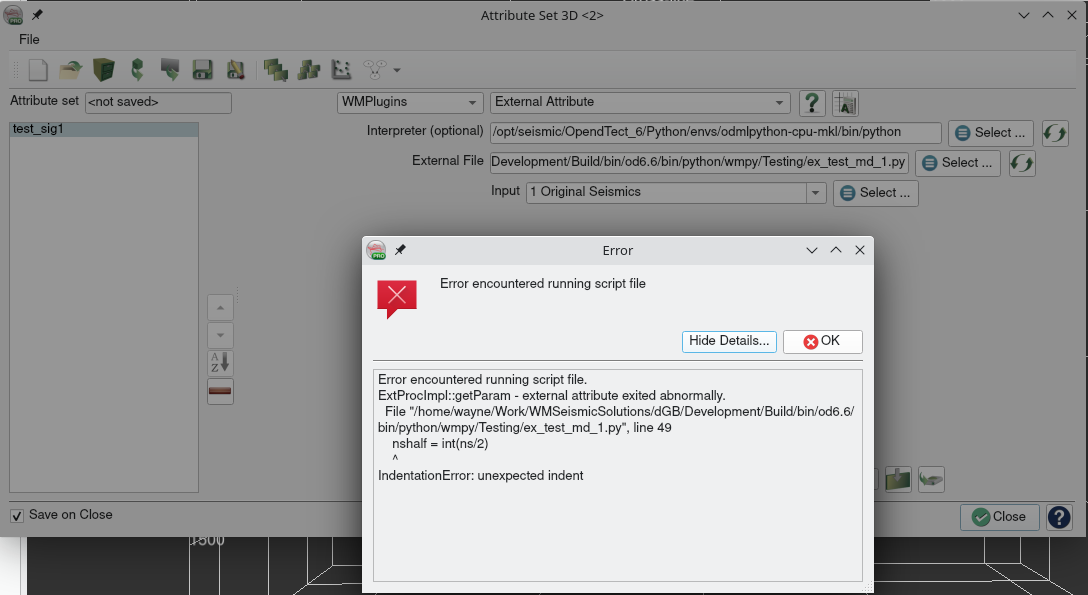 Attribute Set 3D <2>
File
Attribute set <not saved> WMPlugins External Attribute
test_sig1
Interpreter (optional) /opt/seismic/OpendTect_6/Python/envs/odmlpython-cpu-mkl/bin/python Select ...
External File Development/Build/bin/od6.6/bin/python/wmpy/Testing/ex_test_md_1.py Select ...
Input 1 Original Seismics Select ...
Error
Error encountered running script file
Hide Details... OK
Error encountered running script file.
ExtProcImpl::getParam - external attribute exited abnormally.
File "/home/wayne/Work/WMSeismicSolutions/dGB/Development/Build/bin/od6.6/
bin/python/wmpy/Testing/ex_test_md_1.py", line 49
nshalf = int(ns/2)
^
IndentationError: unexpected indent
A
Z
Save on Close Close
1500